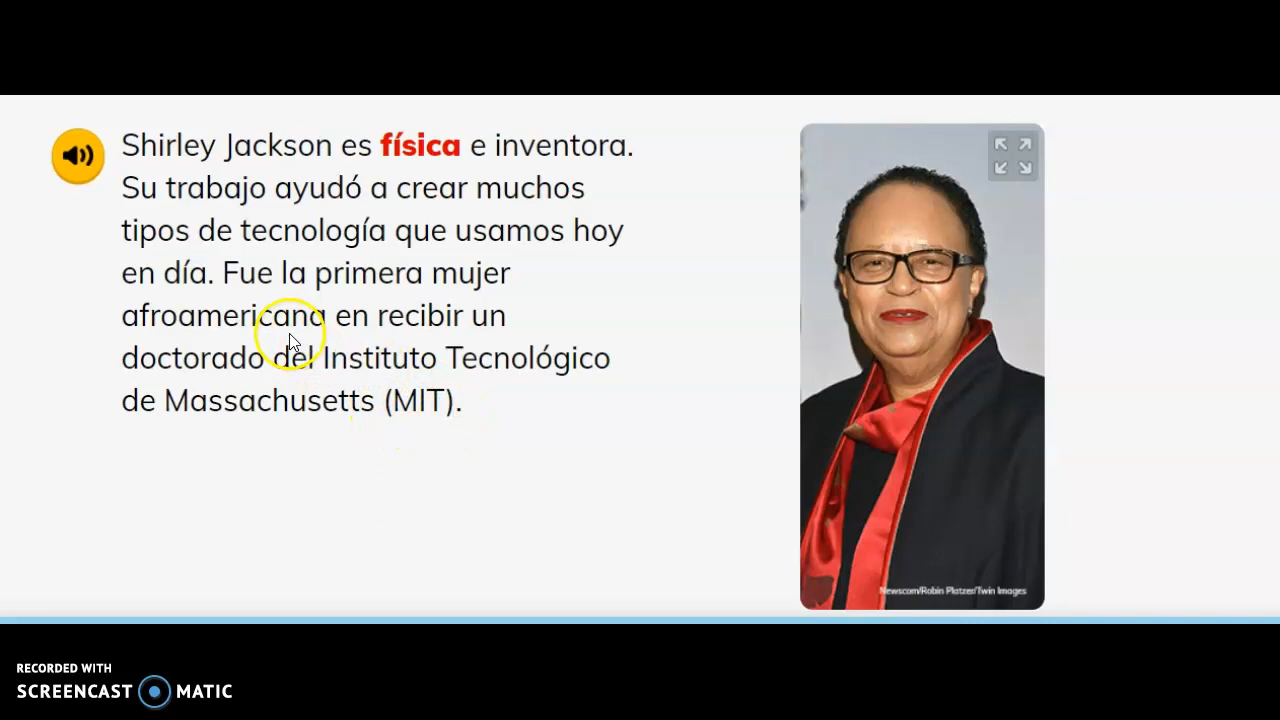 Shirley Jackson es física e inventora.
Su trabajo ayudó a crear muchos
tipos de tecnología que usamos hoy
en día. Fue la primera mujer
afroamericana en recibir un
doctorado del Instituto Tecnológico
de Massachusetts (MIT).
Newscom/Robin Platzer/Twin Images
RECORDED WITH
SCREENCAST MATIC